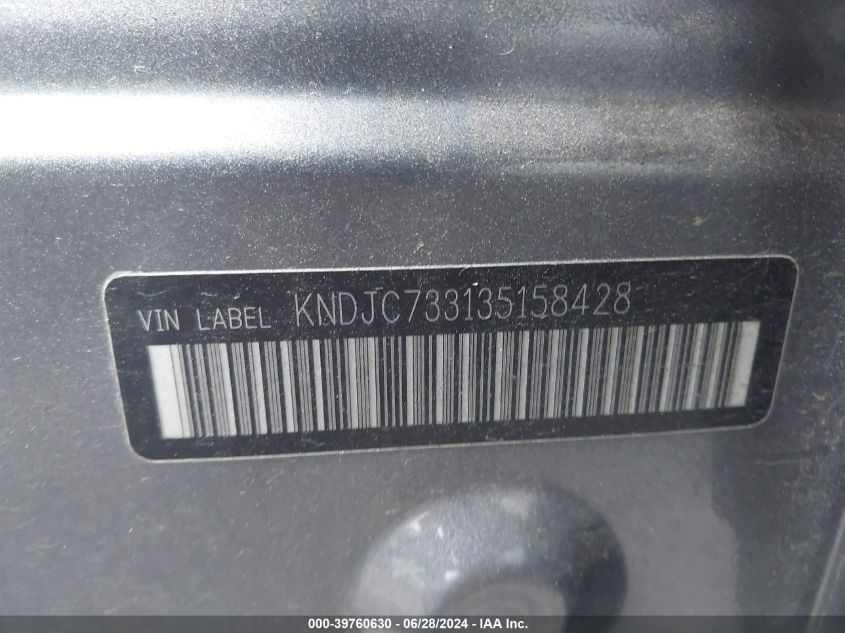 VIN LABEL KNDJC733135158428
000-39760630 - 06/28/2024 - IAA Inc.